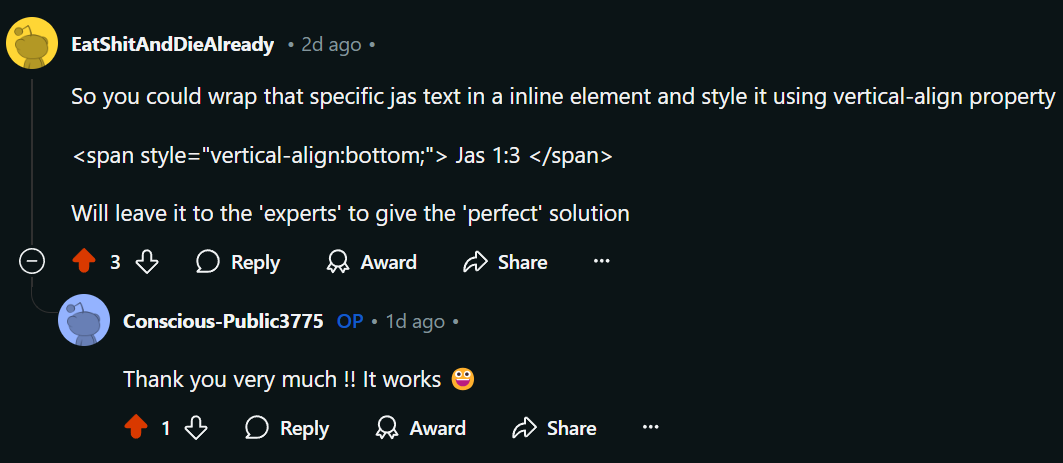 EatShitAndDieAlready • 2d ago •
So you could wrap that specific jas text in a inline element and style it using vertical-align property
<span style="vertical-align:bottom;"> Jas 1:3 </span>
Will leave it to the 'experts' to give the 'perfect' solution
3 Reply Award Share ...
Conscious-Public3775 OP • 1d ago •
Thank you very much !! It works 😀
1 Reply Award Share ...